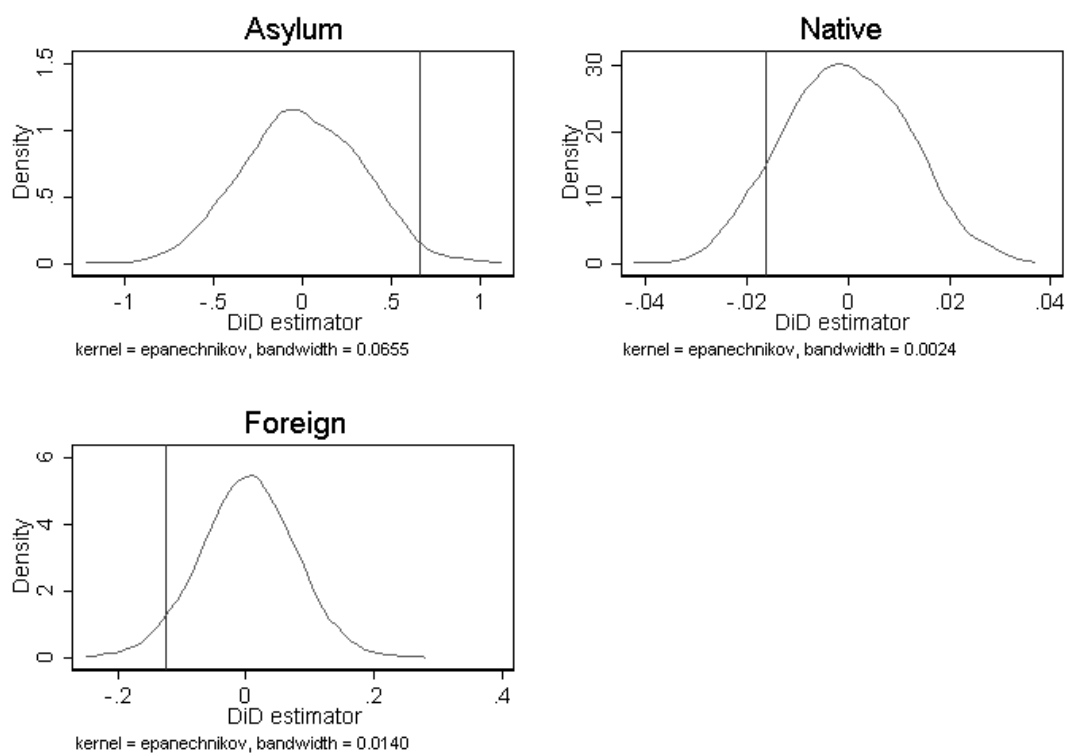 Asylum
Density
0
.5
1
1.5
-1
-.5
0
.5
1
DiD estimator
kernel = epanechnikov, bandwidth = 0.0655
Native
Density
0
10
20
30
-.04
-.02
0
.02
.04
DiD estimator
kernel = epanechnikov, bandwidth = 0.0024
Foreign
Density
0
2
4
6
-.2
0
.2
.4
DiD estimator
kernel = epanechnikov, bandwidth = 0.0140